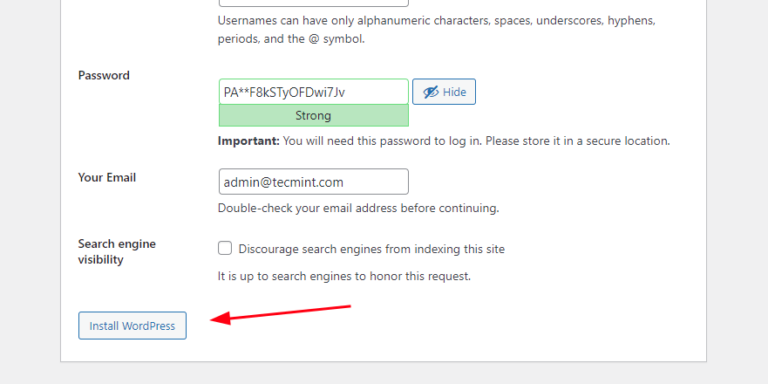 Usernames can have only alphanumeric characters, spaces, underscores, hyphens,
periods, and the @ symbol.
Password
PA**F8kSTyOFDwi7Jv
Hide
Strong
Important: You will need this password to log in. Please store it in a secure location.
Your Email
admin@tecmint.com
Double-check your email address before continuing.
Search engine
visibility
Discourage search engines from indexing this site
It is up to search engines to honor this request.
Install WordPress